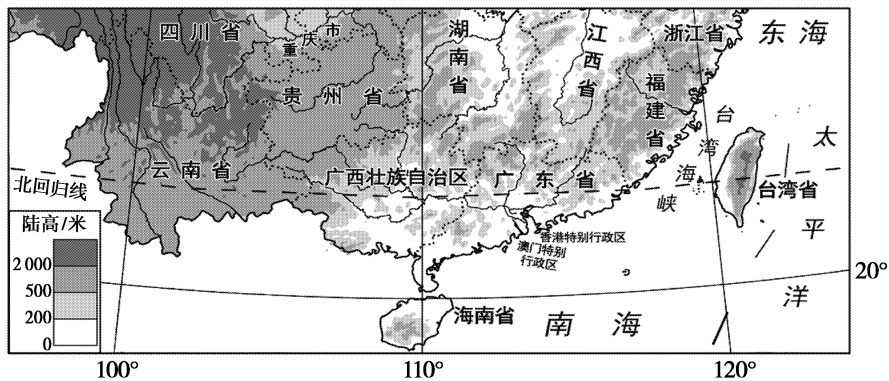 四川省
重庆市
湖南省
江西省
浙江省
东海
贵州省
福建省
台湾海峡
太平洋
云南省
北回归线
广西壮族自治区
广东省
台湾省
香港特别行政区
澳门特别
行政区
陆高/米
2 000
500
200
0
20°
海南省
南海
100°
110°
120°